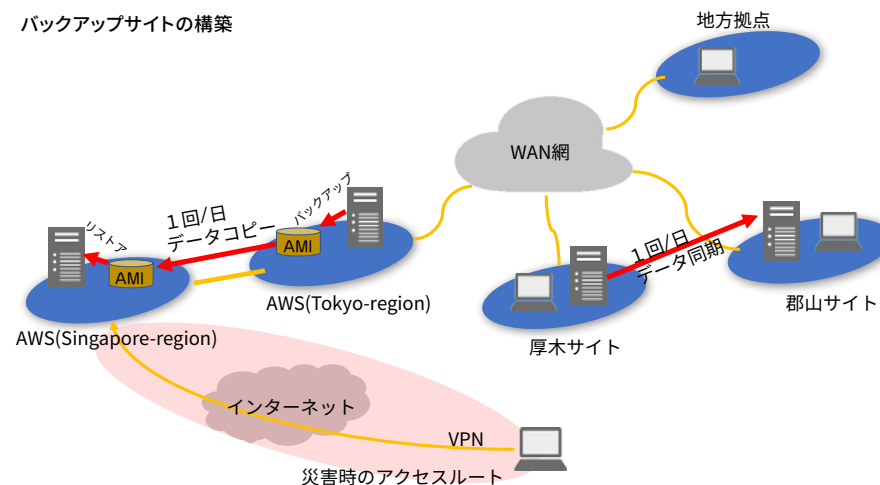 バックアップサイトの構築
地方拠点
WAN網
バックアップ
1回/日
データコピー
リストア
AMI
AMI
1回/日
データ同期
AWS(Tokyo-region)
郡山サイト
AWS(Singapore-region)
厚木サイト
インターネット
VPN
災害時のアクセスルート